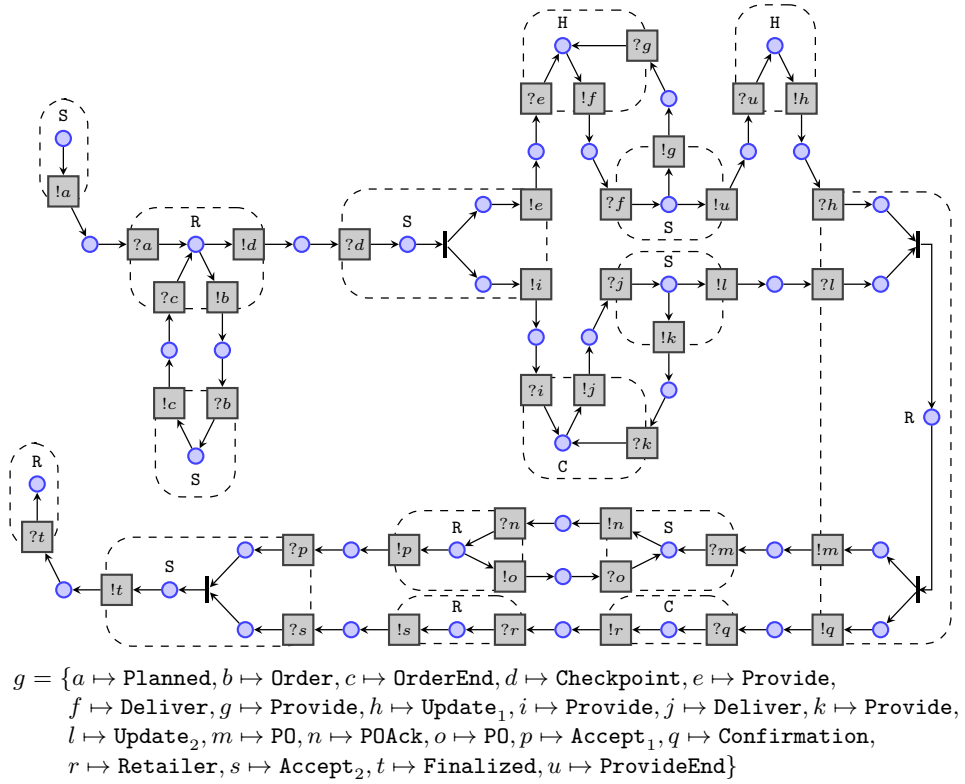 H H
?g
?e !f ?u !h
S
!a !g
?f !u ?h
R !e S
?a !d ?d S
S
?c !b !i ?j !l ?l
!k
!c ?b ?i !j
R
?k
S C
R
?n !n
R S
?t !p ?m !m
?p
S !o ?o
!t R C
?s !s ?r !r ?q !q
g = {a ↦ Planned, b ↦ Order, c ↦ OrderEnd, d ↦ Checkpoint, e ↦ Provide,
f ↦ Deliver, g ↦ Provide, h ↦ Update₁, i ↦ Provide, j ↦ Deliver, k ↦ Provide,
l ↦ Update₂, m ↦ PO, n ↦ POAck, o ↦ PO, p ↦ Accept₁, q ↦ Confirmation,
r ↦ Retailer, s ↦ Accept₂, t ↦ Finalized, u ↦ ProvideEnd}